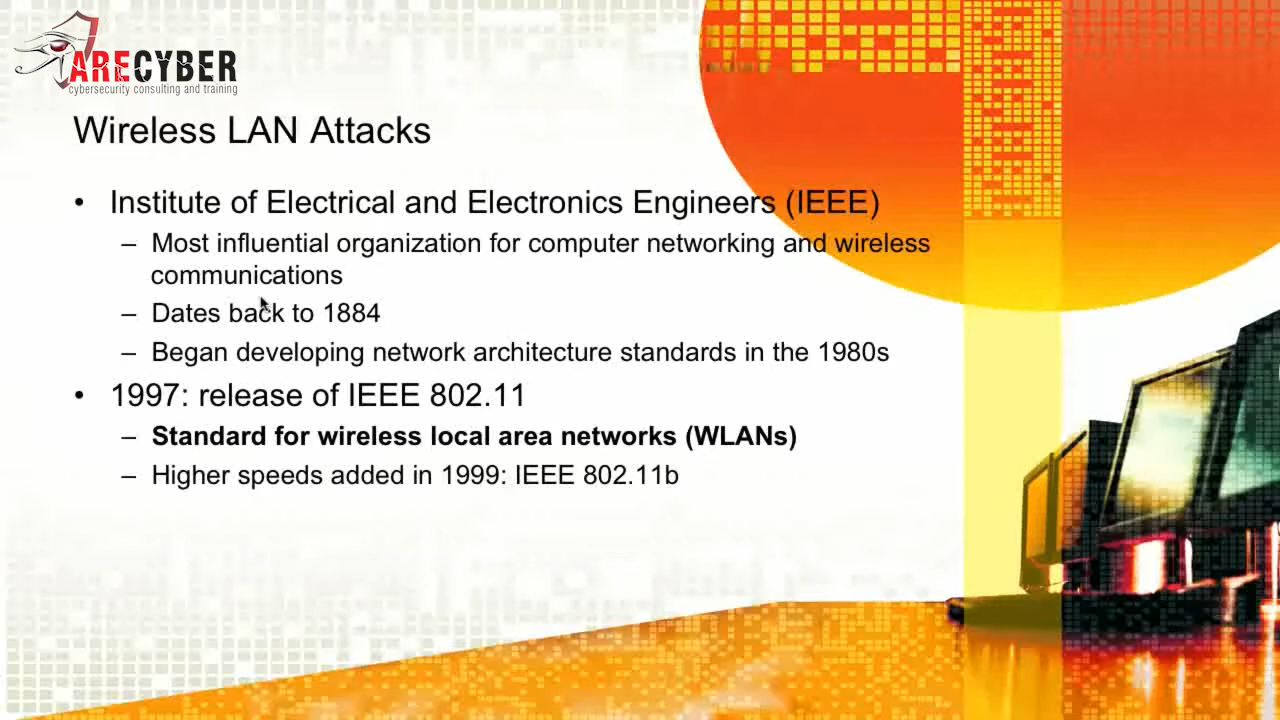 ARECYBER
cybersecurity consulting and training
Wireless LAN Attacks
• Institute of Electrical and Electronics Engineers (IEEE)
– Most influential organization for computer networking and wireless
communications
– Dates back to 1884
– Began developing network architecture standards in the 1980s
• 1997: release of IEEE 802.11
– Standard for wireless local area networks (WLANs)
– Higher speeds added in 1999: IEEE 802.11b